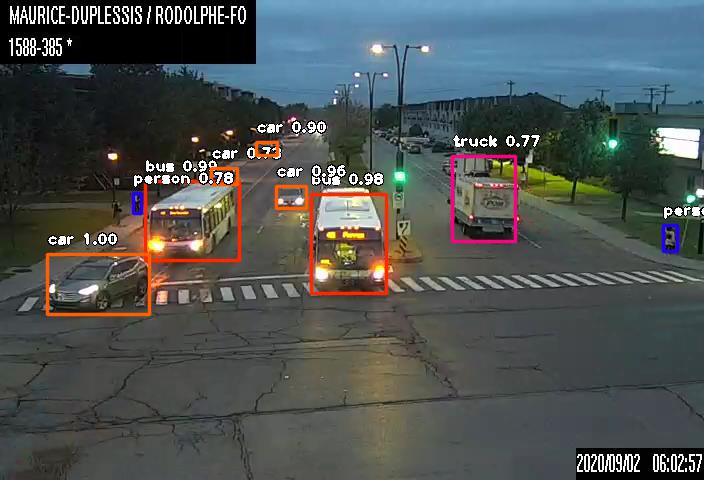 MAURICE-DUPLESSIS / RODOLPHE-FO
1588-385 *
car 0.90
car 0.73
bus 0.99
person 0.78
car 0.96
bus 0.98
truck 0.77
perso
car 1.00
2020/09/02 06:02:57